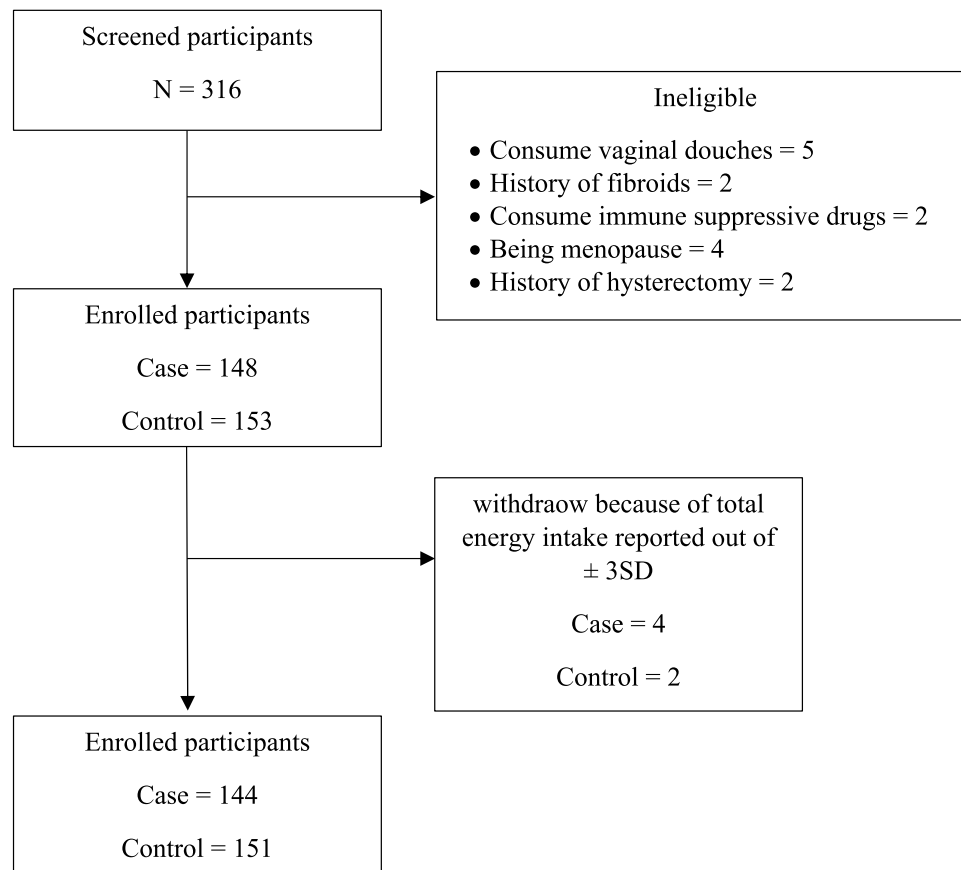 Screened participants
N = 316
Ineligible
• Consume vaginal douches = 5
• History of fibroids = 2
• Consume immune suppressive drugs = 2
• Being menopause = 4
• History of hysterectomy = 2
Enrolled participants
Case = 148
Control = 153
withdraow because of total
energy intake reported out of
± 3SD
Case = 4
Control = 2
Enrolled participants
Case = 144
Control = 151